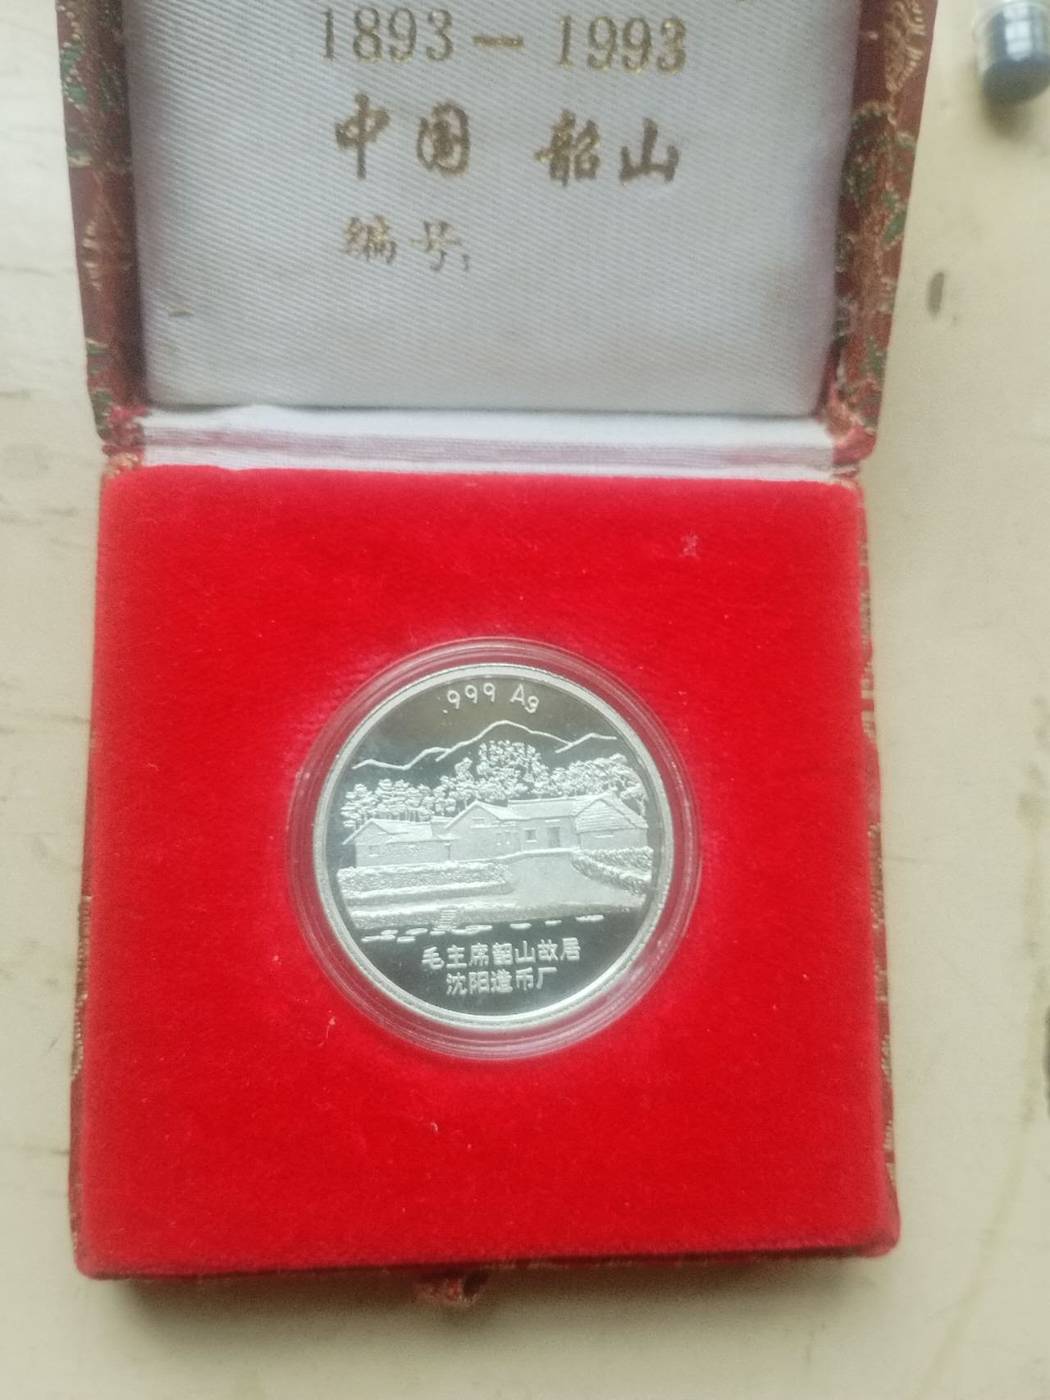 1893－1993
中国 韶山
编号:
.999 Ag
毛主席韶山故居
沈阳造币厂